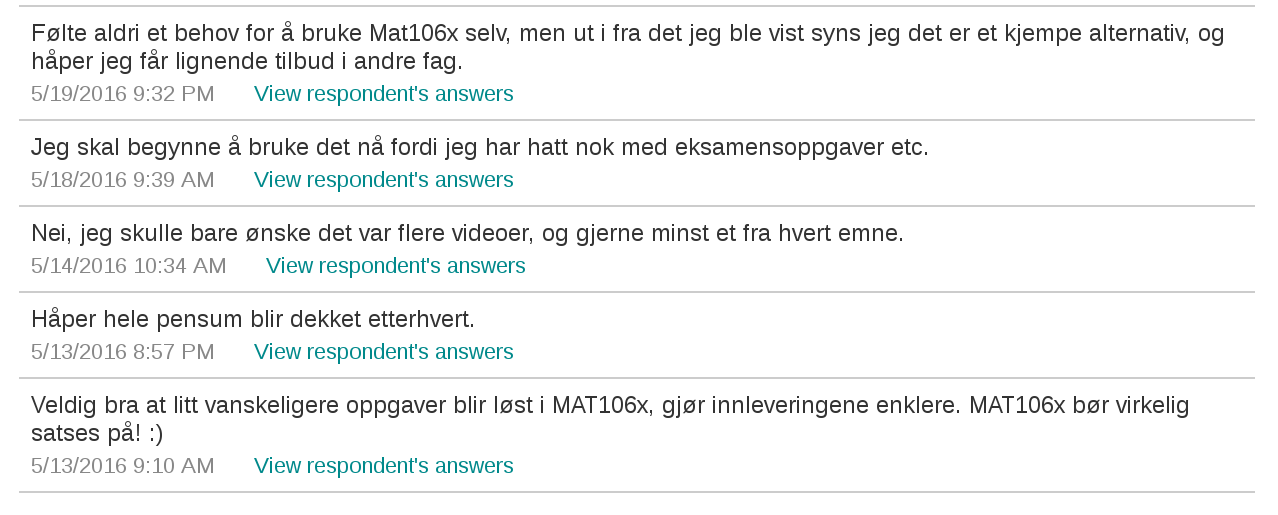 Følte aldri et behov for å bruke Mat106x selv, men ut i fra det jeg ble vist syns jeg det er et kjempe alternativ, og
håper jeg får lignende tilbud i andre fag.
5/19/2016 9:32 PM View respondent's answers
Jeg skal begynne å bruke det nå fordi jeg har hatt nok med eksamensoppgaver etc.
5/18/2016 9:39 AM View respondent's answers
Nei, jeg skulle bare ønske det var flere videoer, og gjerne minst et fra hvert emne.
5/14/2016 10:34 AM View respondent's answers
Håper hele pensum blir dekket etterhvert.
5/13/2016 8:57 PM View respondent's answers
Veldig bra at litt vanskeligere oppgaver blir løst i MAT106x, gjør innleveringene enklere. MAT106x bør virkelig
satses på! :)
5/13/2016 9:10 AM View respondent's answers